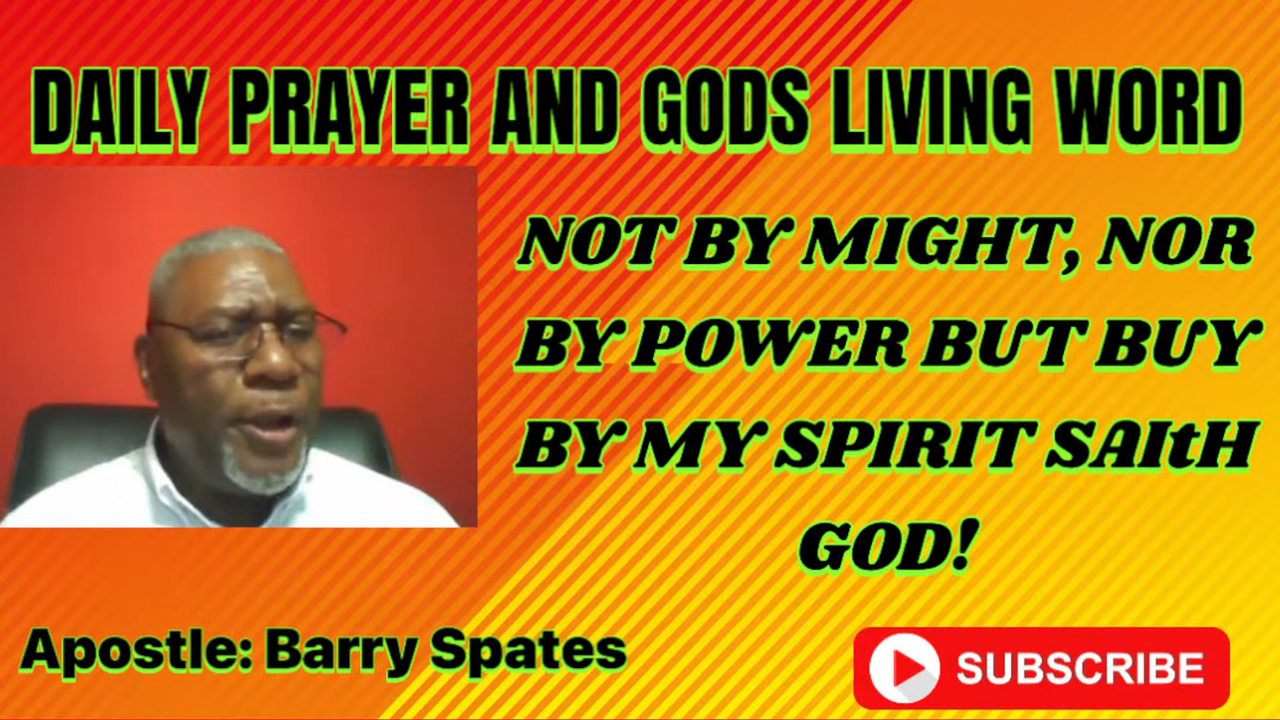 DAILY PRAYER AND GODS LIVING WORD
NOT BY MIGHT, NOR
BY POWER BUT BUY
BY MY SPIRIT SAItH
GOD!
Apostle: Barry Spates
SUBSCRIBE